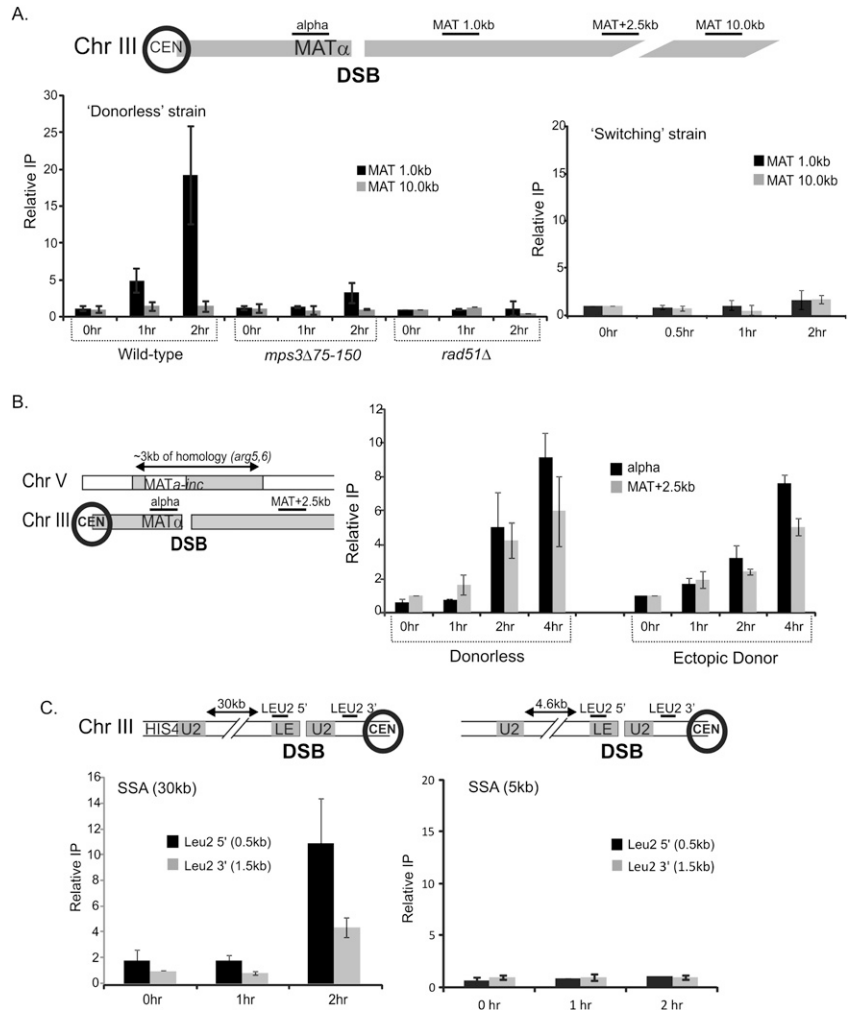 A.
alpha MAT 1.0kb MAT+2.5kb MAT 10.0kb
Chr III CEN MATα
DSB
'Donorless' strain
Relative IP
30
25
20
15
10
5
0
MAT 1.0kb
MAT 10.0kb
0hr 1hr 2hr 0hr 1hr 2hr 0hr 1hr 2hr
Wild-type mps3Δ75-150 rad51Δ
'Switching' strain
Relative IP
20
15
10
5
0
MAT 1.0kb
MAT 10.0kb
0hr 0.5hr 1hr 2hr
B.
~3kb of homology (arg5,6)
Chr V MATa-inc
alpha MAT+2.5kb
Chr III CEN MATα
DSB
Relative IP
12
10
8
6
4
2
0
alpha
MAT+2.5kb
0hr 1hr 2hr 4hr 0hr 1hr 2hr 4hr
Donorless Ectopic Donor
C.
30kb LEU2 5' LEU2 3'
Chr III HIS4 U2 LE U2 CEN
DSB
4.6kb LEU2 5' LEU2 3'
U2 LE U2 CEN
DSB
SSA (30kb)
Relative IP
16
14
12
10
8
6
4
2
0
Leu2 5' (0.5kb)
Leu2 3' (1.5kb)
0hr 1hr 2hr
SSA (5kb)
Relative IP
20
15
10
5
0
Leu2 5' (0.5kb)
Leu2 3' (1.5kb)
0 hr 1 hr 2 hr